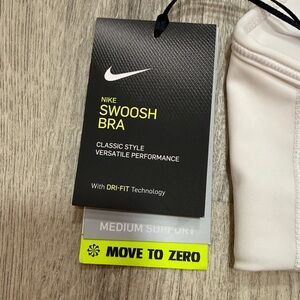 NIKE
SWOOSH
BRA
CLASSIC STYLE
VERSATILE PERFORMANCE
With DRI-FIT Technology
MEDIUM SUPPORT
MOVE TO ZERO